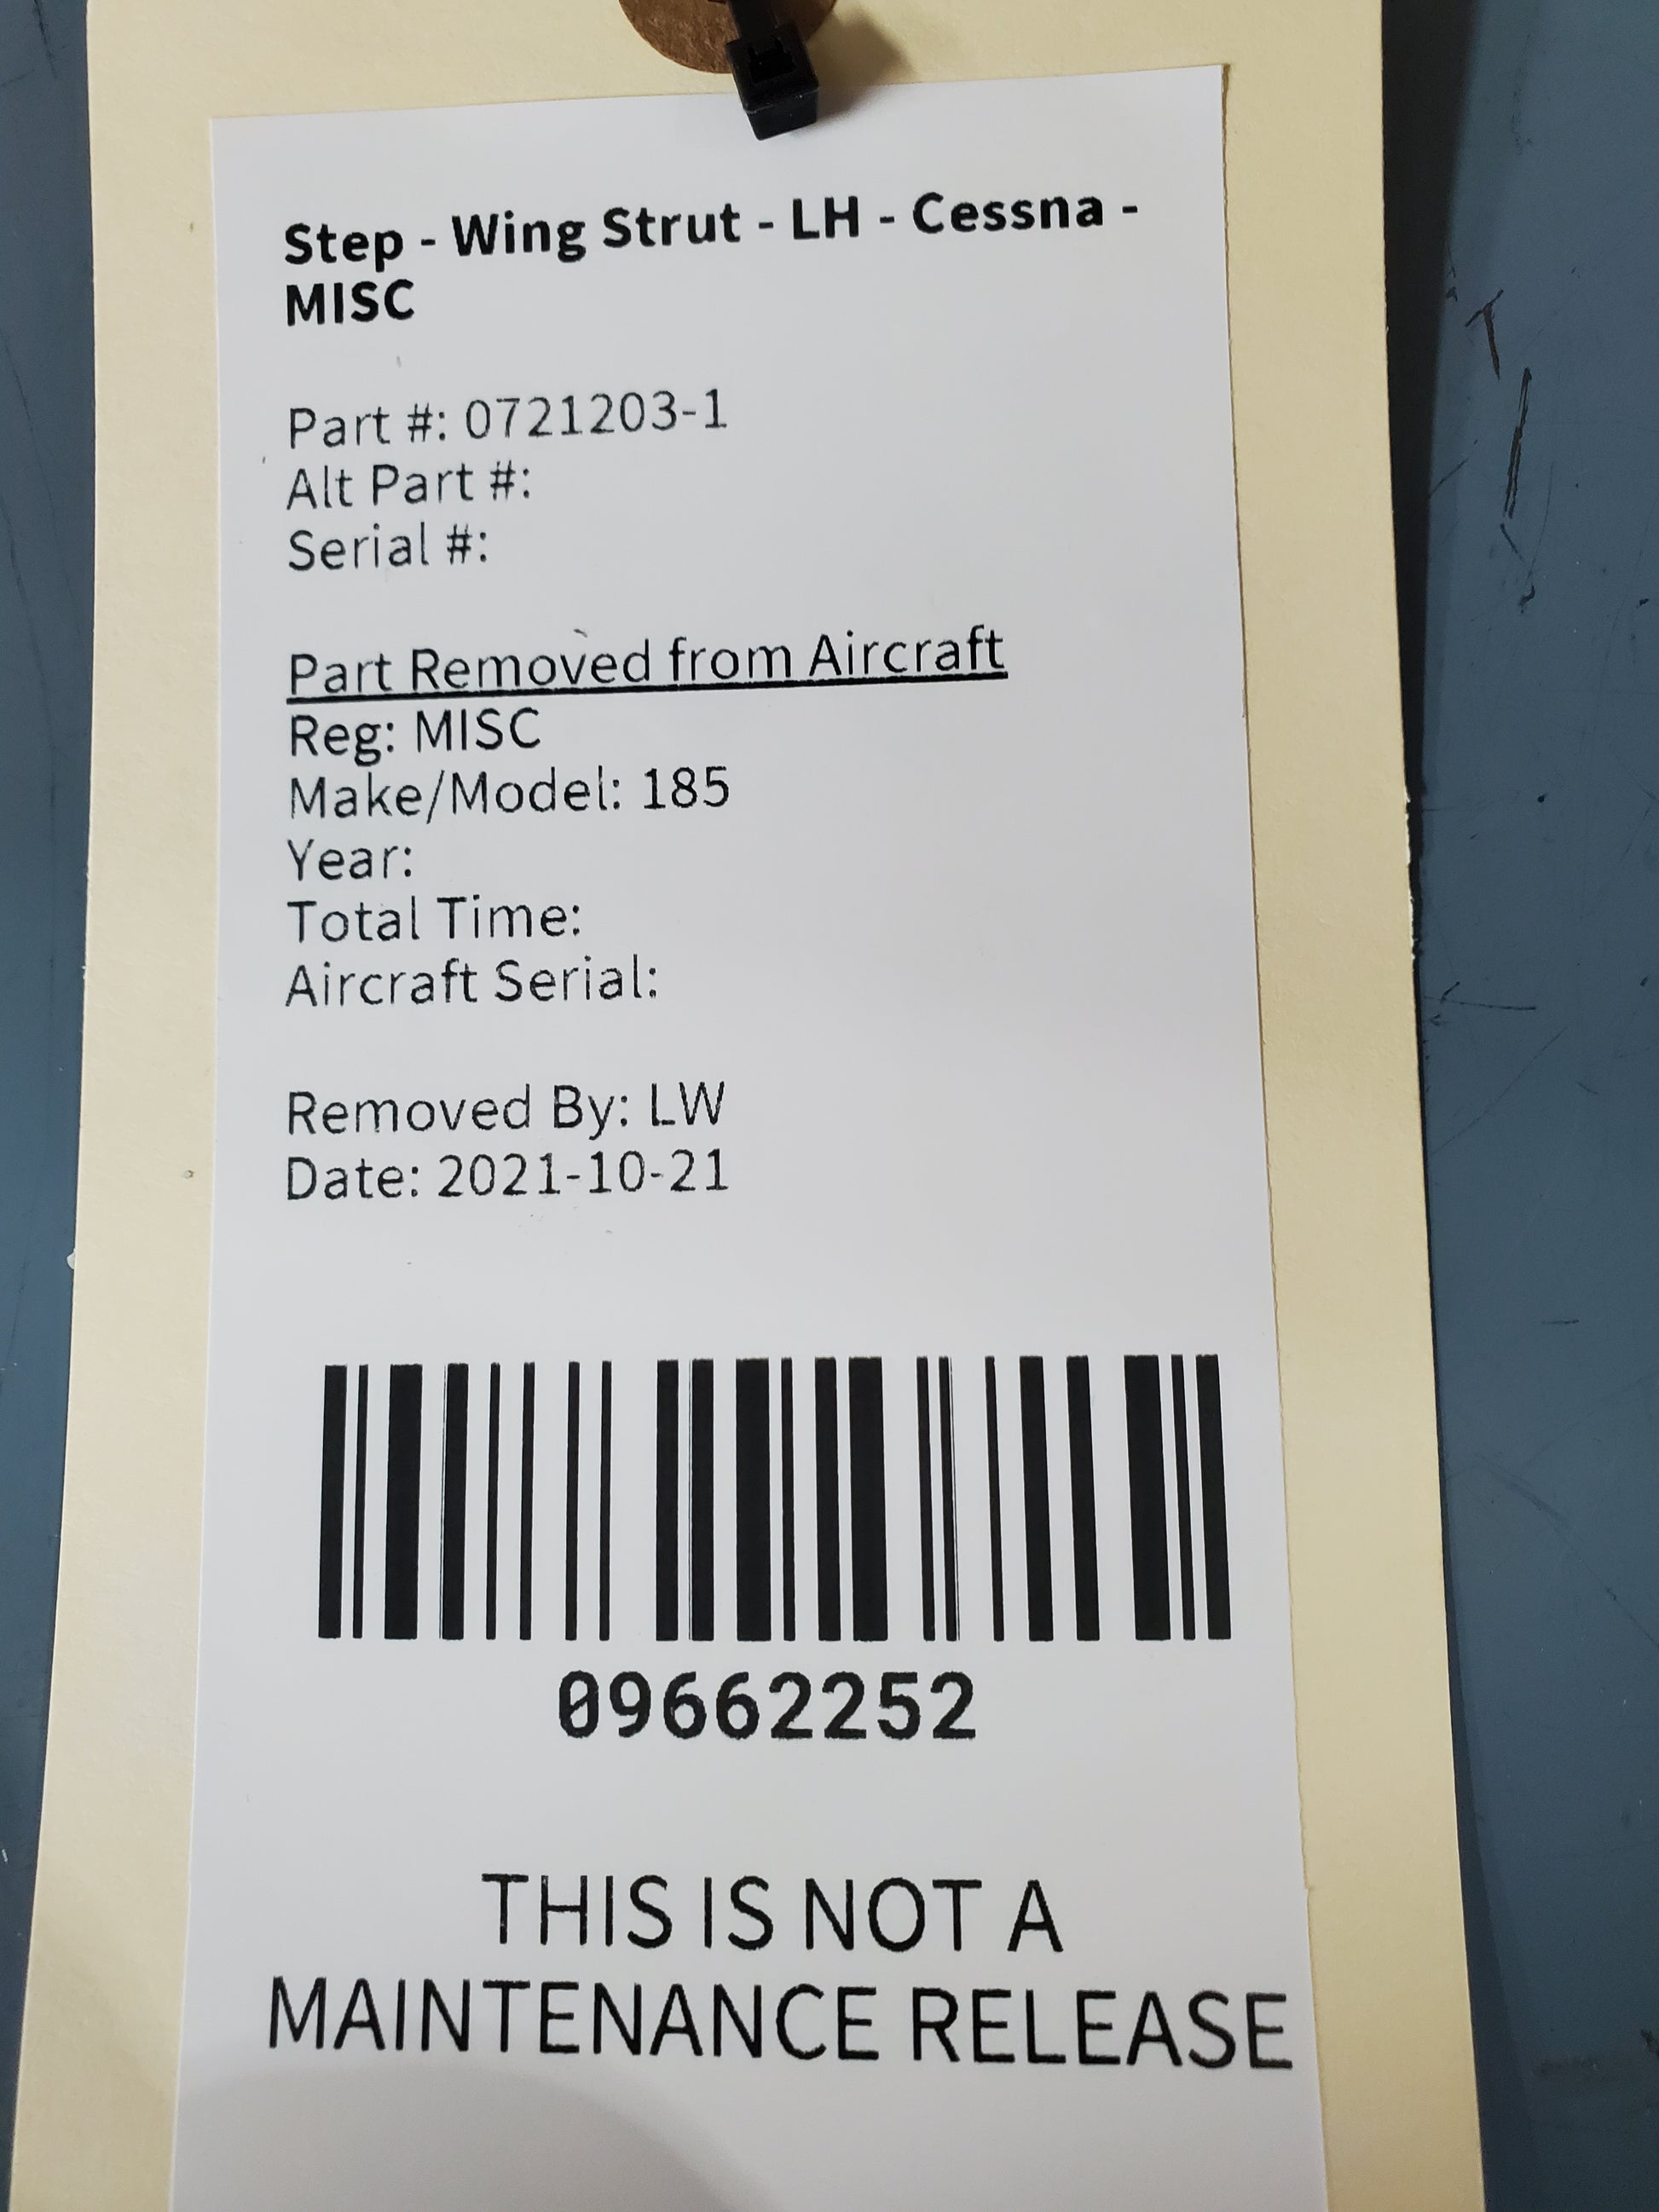 Step - Wing Strut - LH - Cessna -
MISC
Part #: 0721203-1
Alt Part #:
Serial #:
Part Removed from Aircraft
Reg: MISC
Make/Model: 185
Year:
Total Time:
Aircraft Serial:
Removed By: LW
Date: 2021-10-21
09662252
THIS IS NOT A
MAINTENANCE RELEASE